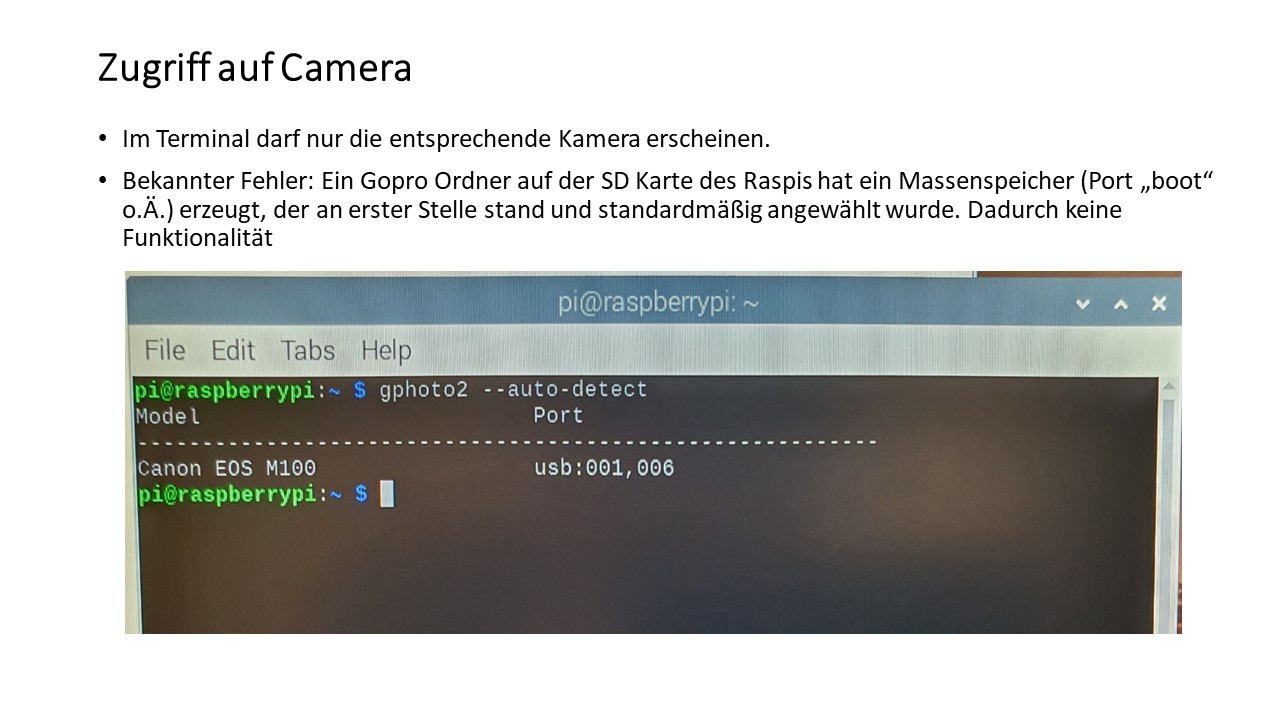 Zugriff auf Camera
• Im Terminal darf nur die entsprechende Kamera erscheinen.
• Bekannter Fehler: Ein Gopro Ordner auf der SD Karte des Raspis hat ein Massenspeicher (Port „boot“
o.Ä.) erzeugt, der an erster Stelle stand und standardmäßig angewählt wurde. Dadurch keine
Funktionalität
pi@raspberrypi: ~
File Edit Tabs Help
pi@raspberrypi:~ $ gphoto2 --auto-detect
Model Port
----------------------------------------------------------
Canon EOS M100 usb:001,006
pi@raspberrypi:~ $